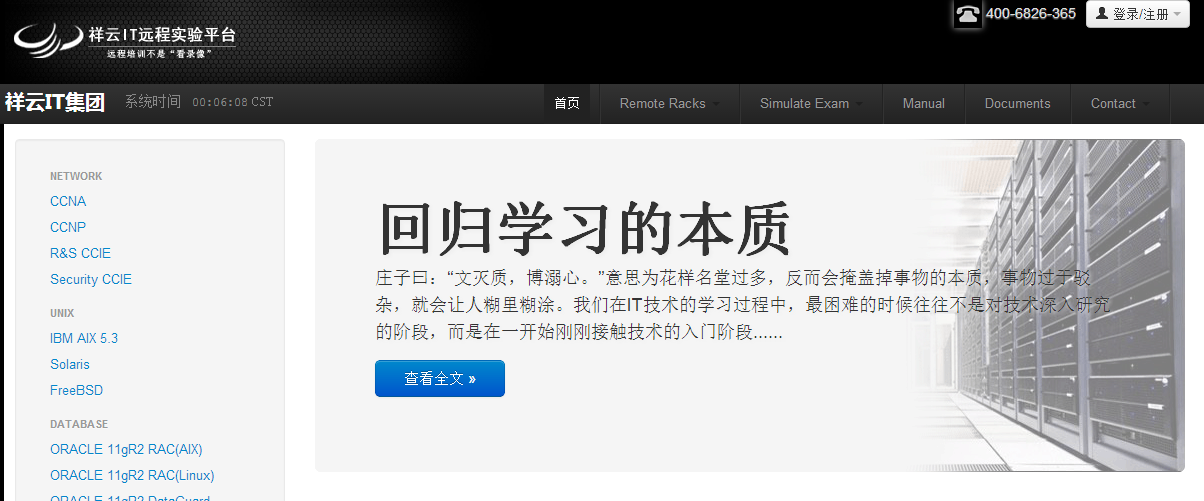 祥云IT远程实验平台
远程培训不是“看录像”
400-6826-365
登录/注册
祥云IT集团 系统时间 00:06:08 CST
首页 Remote Racks Simulate Exam Manual Documents Contact
NETWORK
CCNA
CCNP
R&S CCIE
Security CCIE
UNIX
IBM AIX 5.3
Solaris
FreeBSD
DATABASE
ORACLE 11gR2 RAC(AIX)
ORACLE 11gR2 RAC(Linux)
ORACLE 11gR2 DataGuard
回归学习的本质
庄子曰：“文灭质，博溺心。”意思为花样名堂过多，反而会掩盖掉事物的本质，事物过于驳
杂，就会让人糊里糊涂。我们在IT技术的学习过程中，最困难的时候往往不是对技术深入研究
的阶段，而是在一开始刚刚接触技术的入门阶段......
查看全文 »